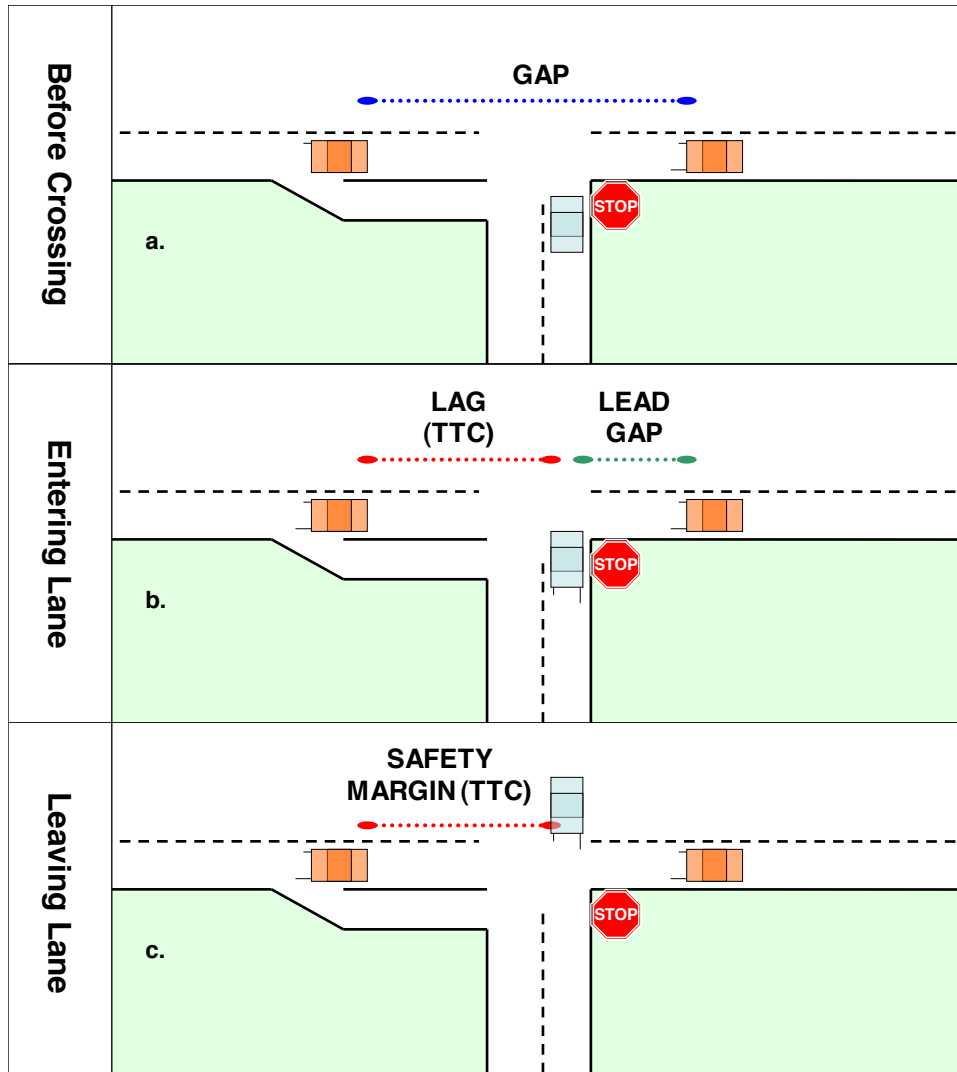 Before Crossing
GAP
STOP
a.
Entering Lane
LAG
(TTC)
LEAD
GAP
STOP
b.
Leaving Lane
SAFETY
MARGIN (TTC)
STOP
c.